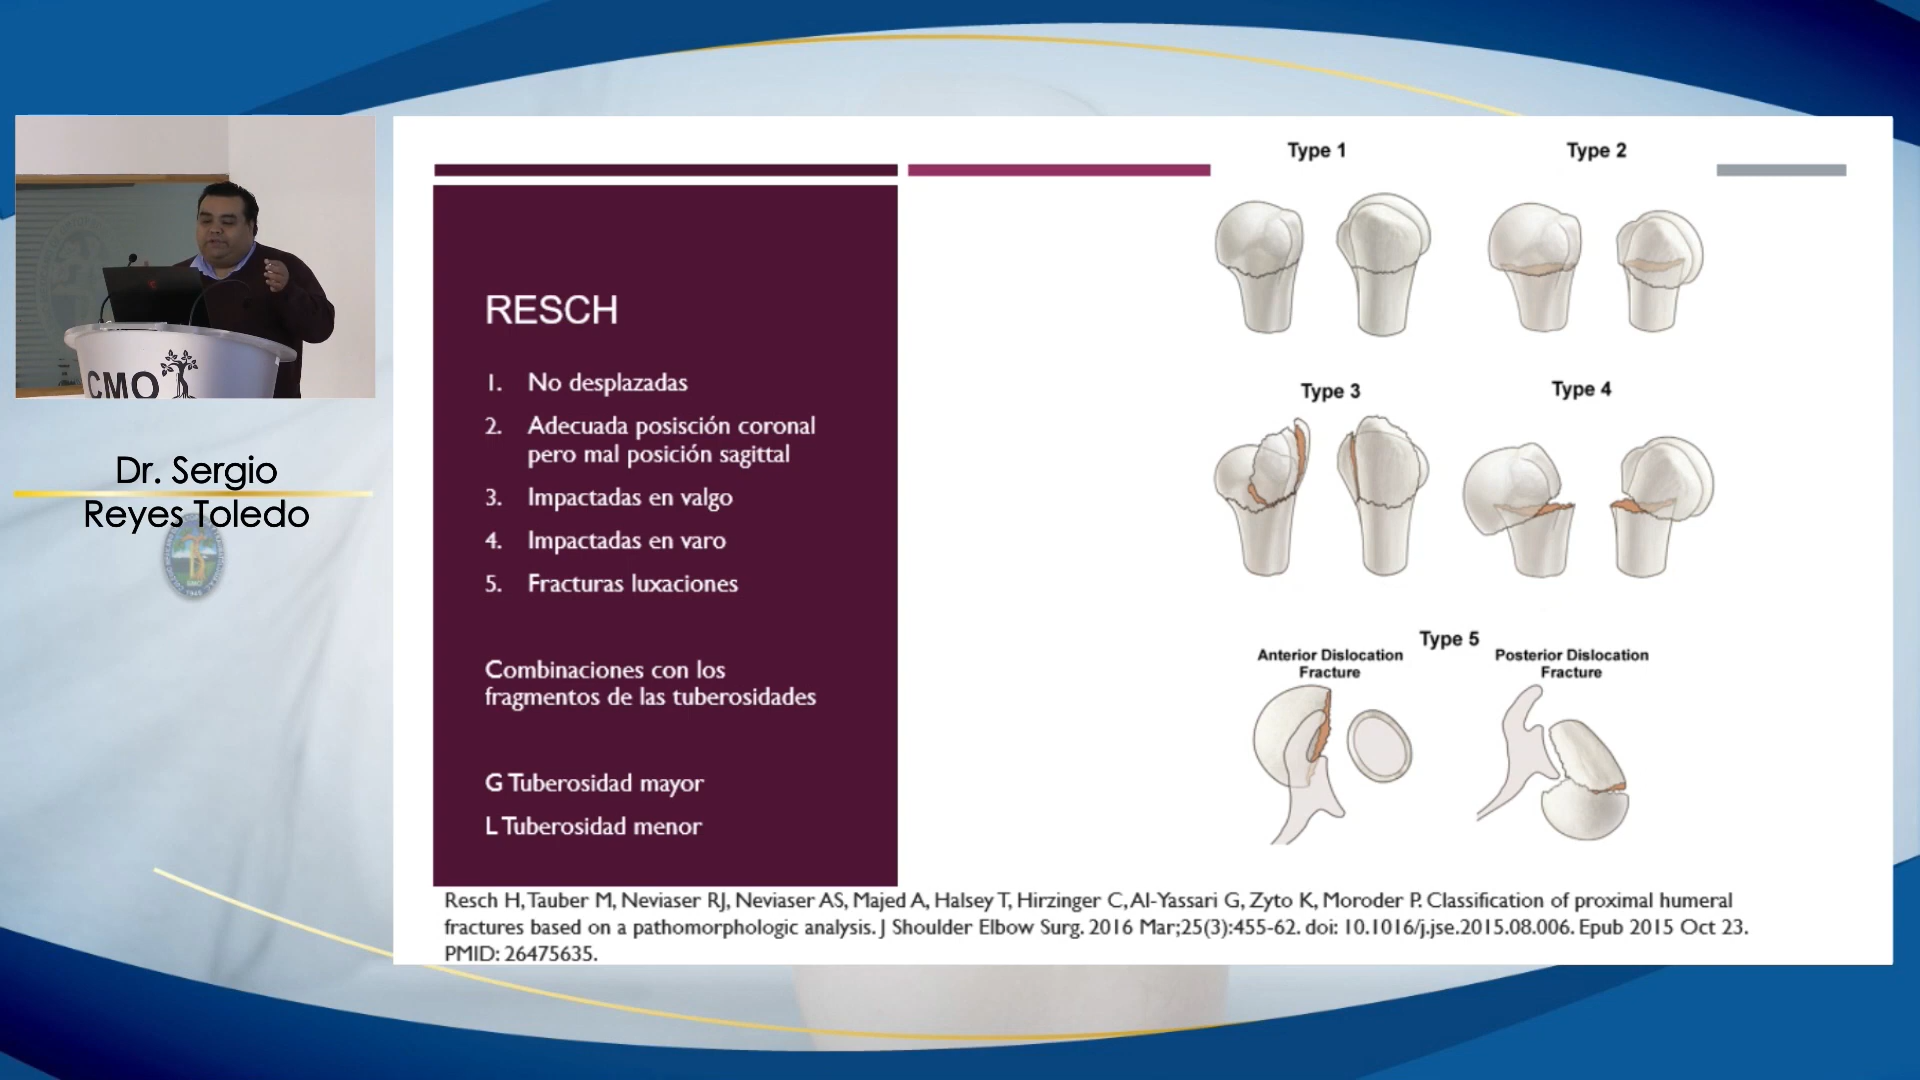 CMO
Dr. Sergio
Reyes Toledo
RESCH
1. No desplazadas
2. Adecuada posisción coronal
pero mal posición sagittal
3. Impactadas en valgo
4. Impactadas en varo
5. Fracturas luxaciones
Combinaciones con los
fragmentos de las tuberosidades
G Tuberosidad mayor
L Tuberosidad menor
Type 1
Type 2
Type 3
Type 4
Type 5
Anterior Dislocation
Fracture
Posterior Dislocation
Fracture
Resch H, Tauber M, Neviaser RJ, Neviaser AS, Majed A, Halsey T, Hirzinger C, Al-Yassari G, Zyto K, Moroder P. Classification of proximal humeral
fractures based on a pathomorphologic analysis. J Shoulder Elbow Surg. 2016 Mar;25(3):455-62. doi: 10.1016/j.jse.2015.08.006. Epub 2015 Oct 23.
PMID: 26475635.